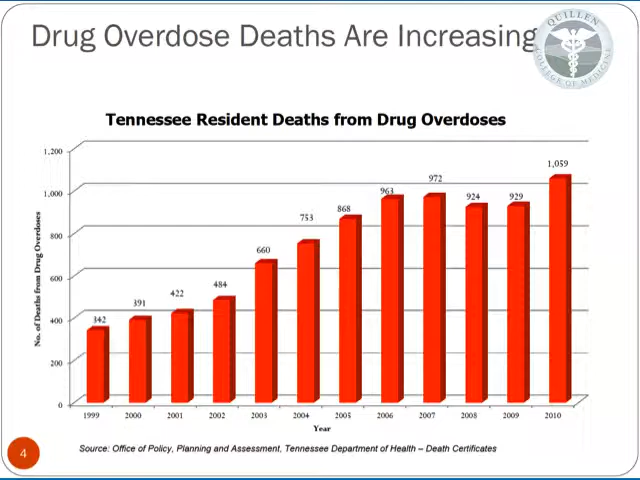 Drug Overdose Deaths Are Increasing
QUILLEN
COLLEGE OF MEDICINE
Tennessee Resident Deaths from Drug Overdoses
No. of Deaths from Drug Overdoses
1,200
1,000
800
600
400
200
0
342
391
422
484
660
753
868
963
972
924
929
1,059
1999 2000 2001 2002 2003 2004 2005 2006 2007 2008 2009 2010
Year
4
Source: Office of Policy, Planning and Assessment, Tennessee Department of Health – Death Certificates